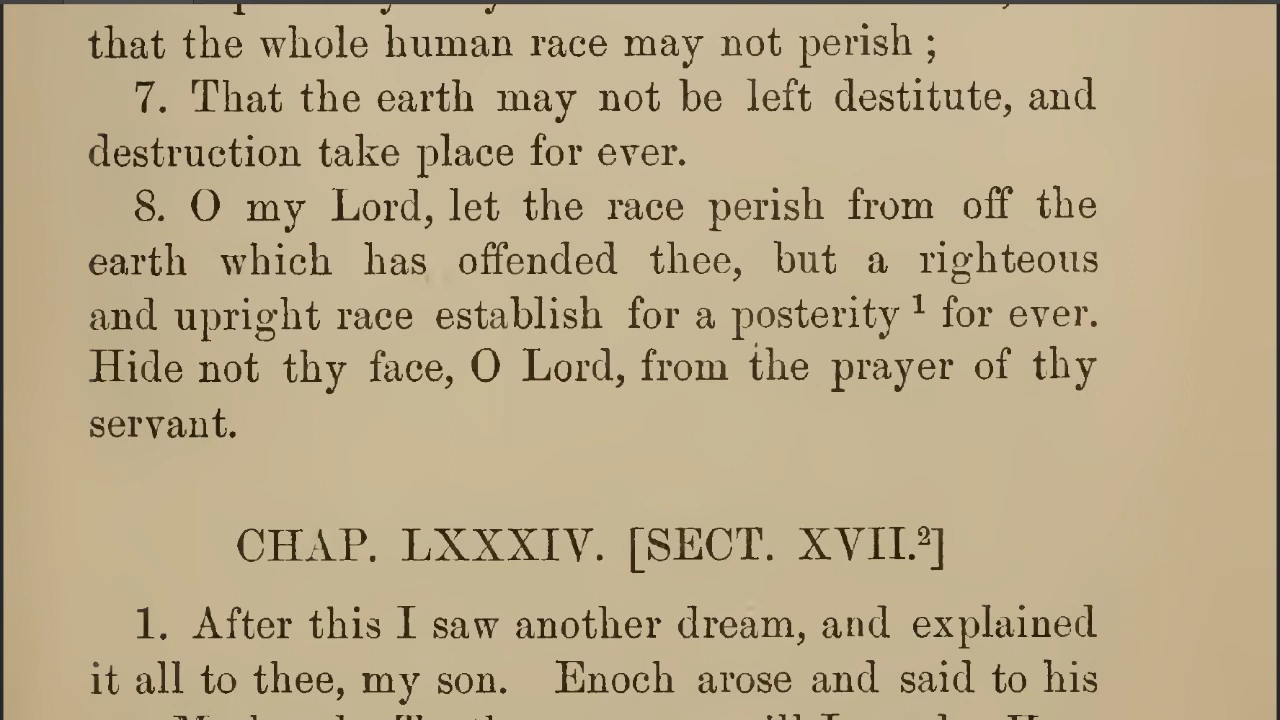 that the whole human race may not perish ;
7. That the earth may not be left destitute, and
destruction take place for ever.
8. O my Lord, let the race perish from off the
earth which has offended thee, but a righteous
and upright race establish for a posterity ¹ for ever.
Hide not thy face, O Lord, from the prayer of thy
servant.
CHAP. LXXXIV. [SECT. XVII.²]
1. After this I saw another dream, and explained
it all to thee, my son. Enoch arose and said to his